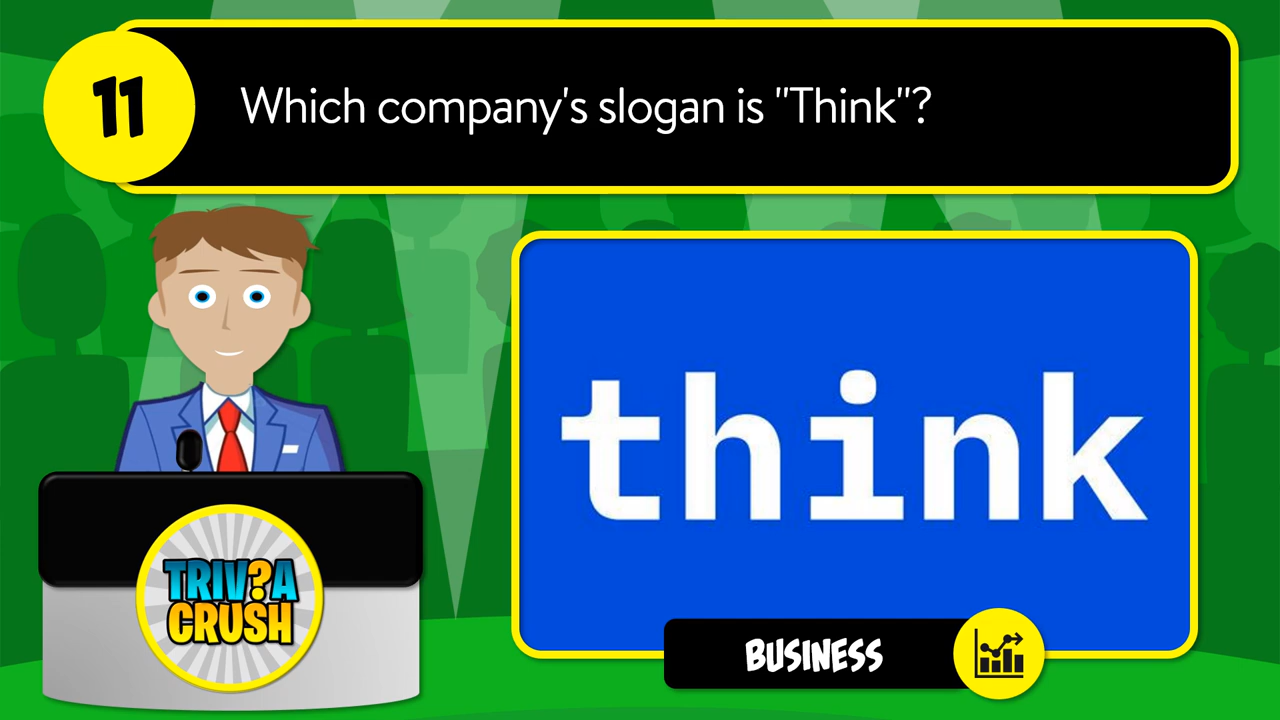 11
Which company's slogan is "Think"?
think
TRIV?A
CRUSH
BUSINESS